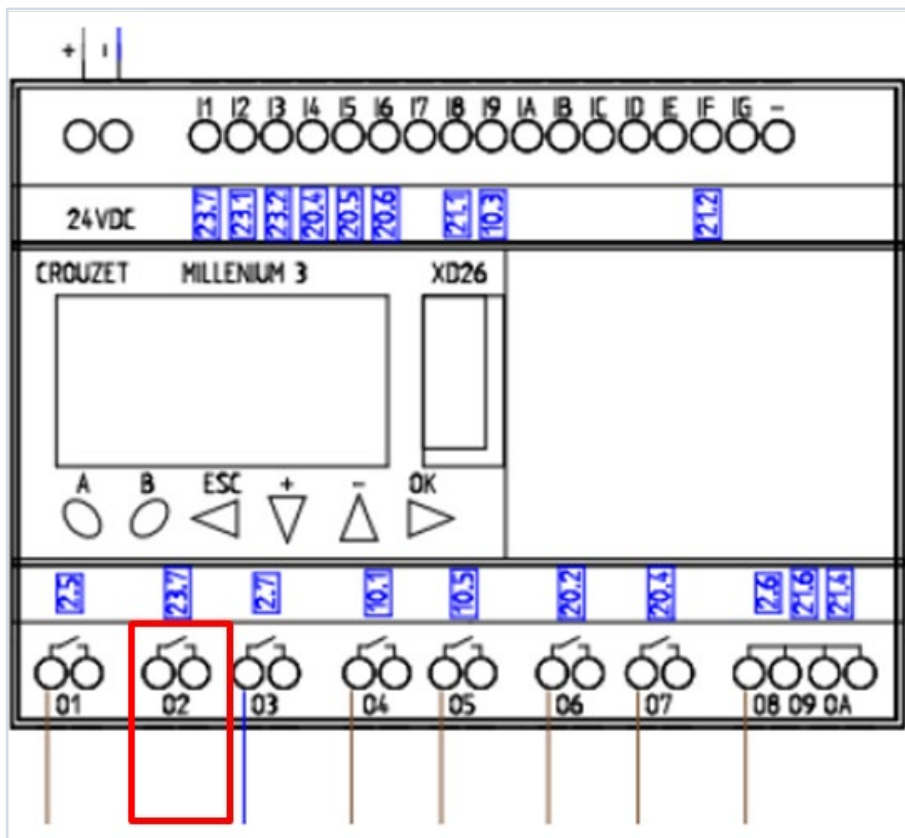 + -
I1 I2 I3 I4 I5 I6 I7 I8 I9 IA IB IC ID IE IF IG -
24VDC 23.7 23.1 23.2 20.4 20.5 20.6 21.1 10.3 21.2
CROUZET MILLENIUM 3 XD26
A B ESC + - OK
2.5 23.7 2.7 10.1 10.5 20.2 20.4 2.6 21.6 21.4
01 02 03 04 05 06 07 08 09 0A